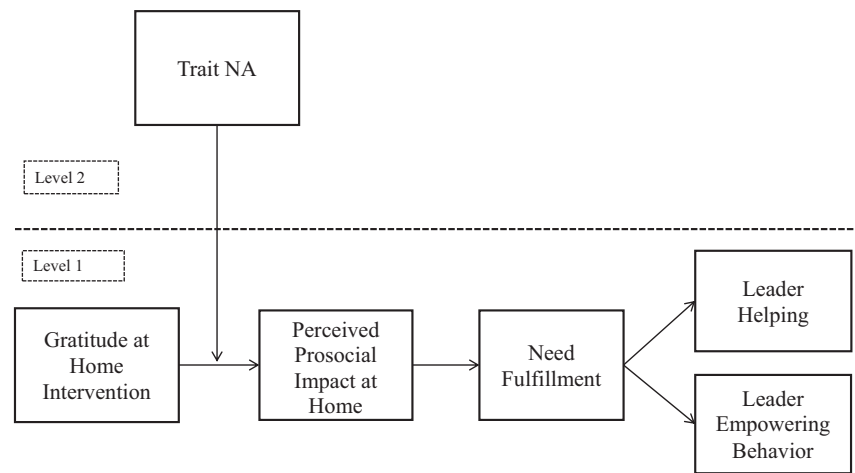 Trait NA
Level 2
Level 1
Gratitude at
Home
Intervention
Perceived
Prosocial
Impact at
Home
Need
Fulfillment
Leader
Helping
Leader
Empowering
Behavior